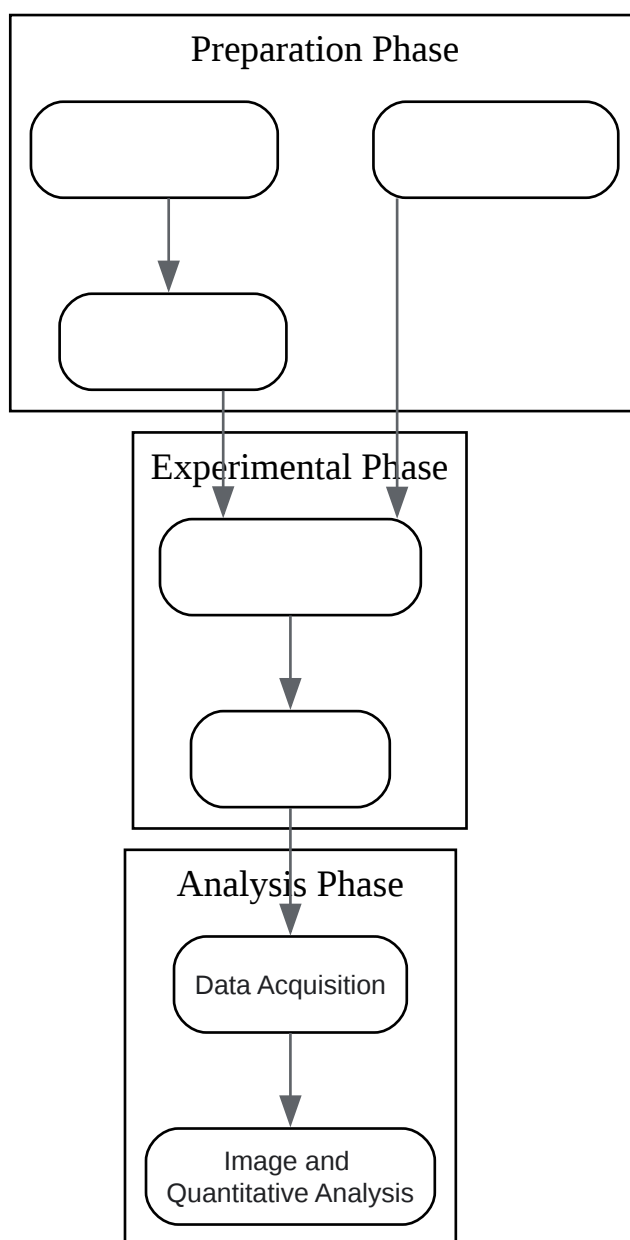 Preparation Phase
Experimental Phase
Analysis Phase
Data Acquisition
Image and
Quantitative Analysis